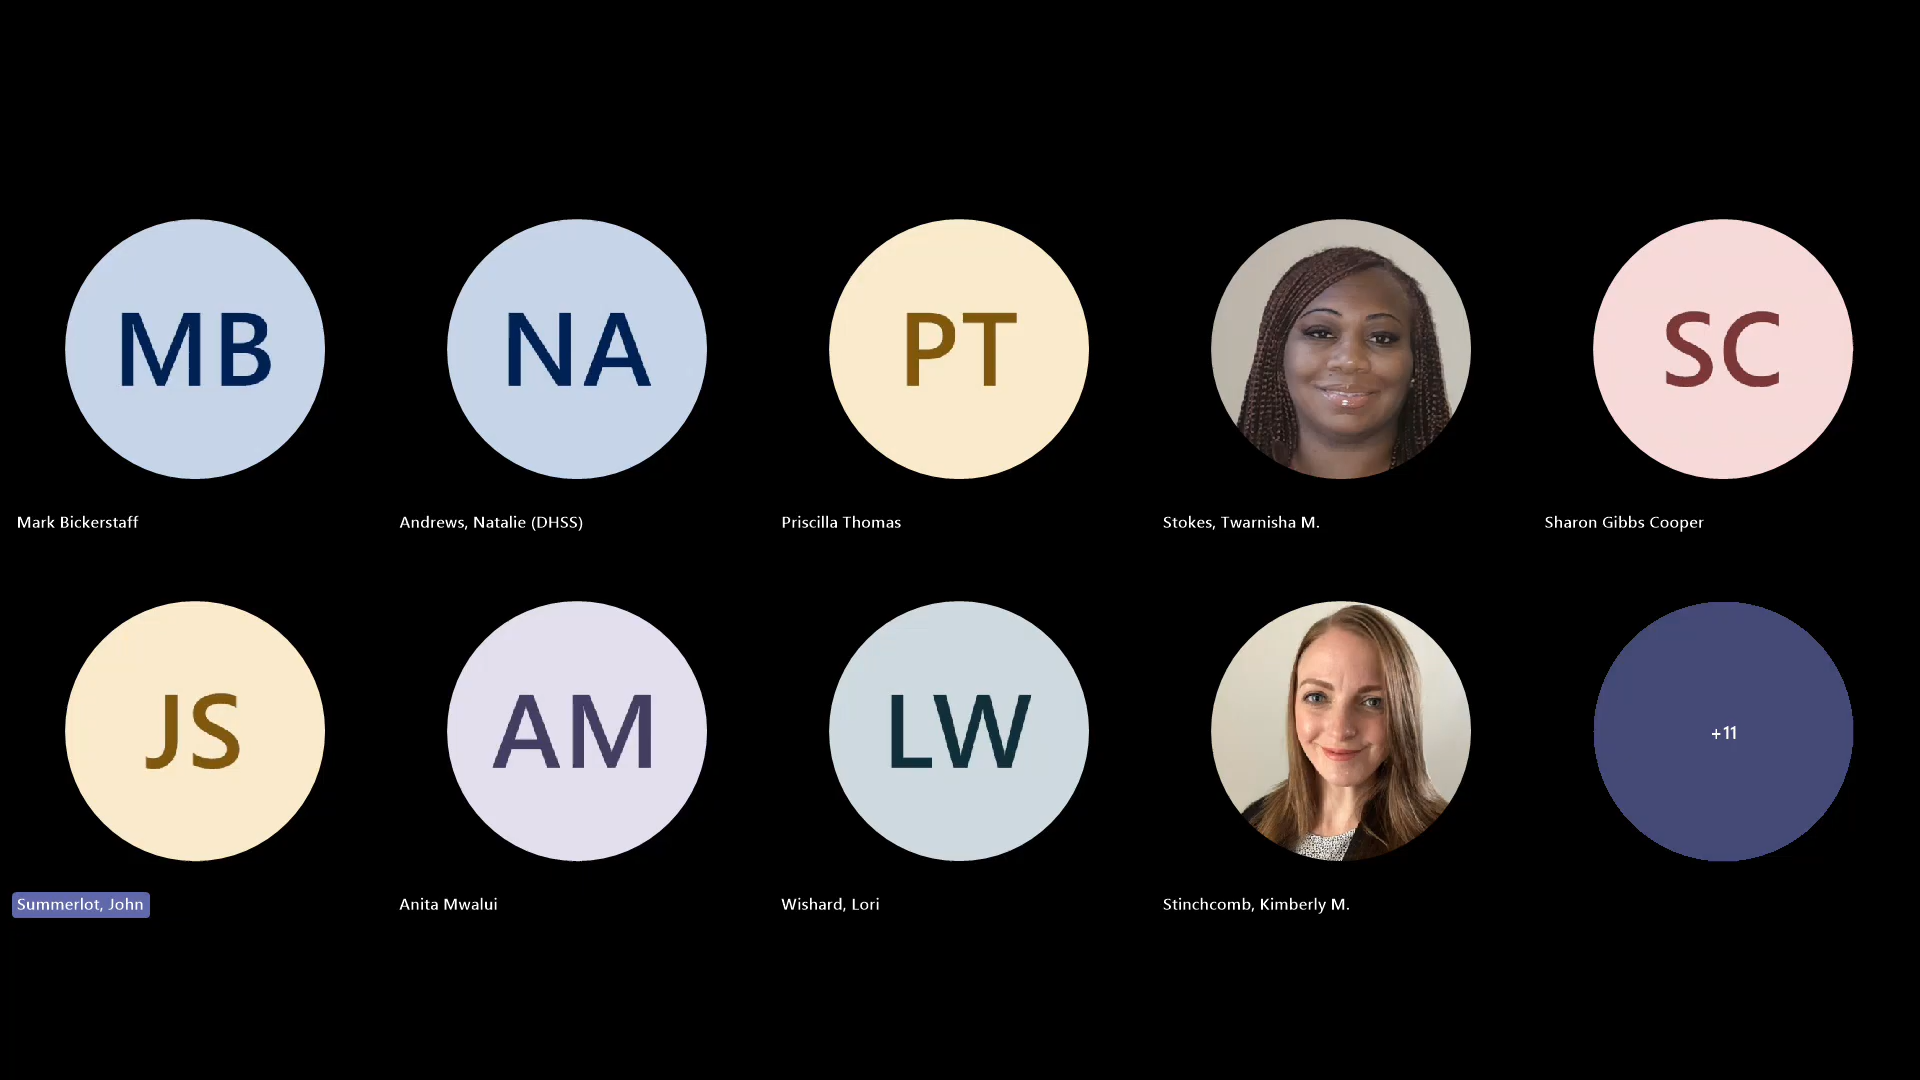 MB
NA
PT
SC
Mark Bickerstaff
Andrews, Natalie (DHSS)
Priscilla Thomas
Stokes, Twarnisha M.
Sharon Gibbs Cooper
JS
AM
LW
+11
Summerlot, John
Anita Mwalui
Wishard, Lori
Stinchcomb, Kimberly M.